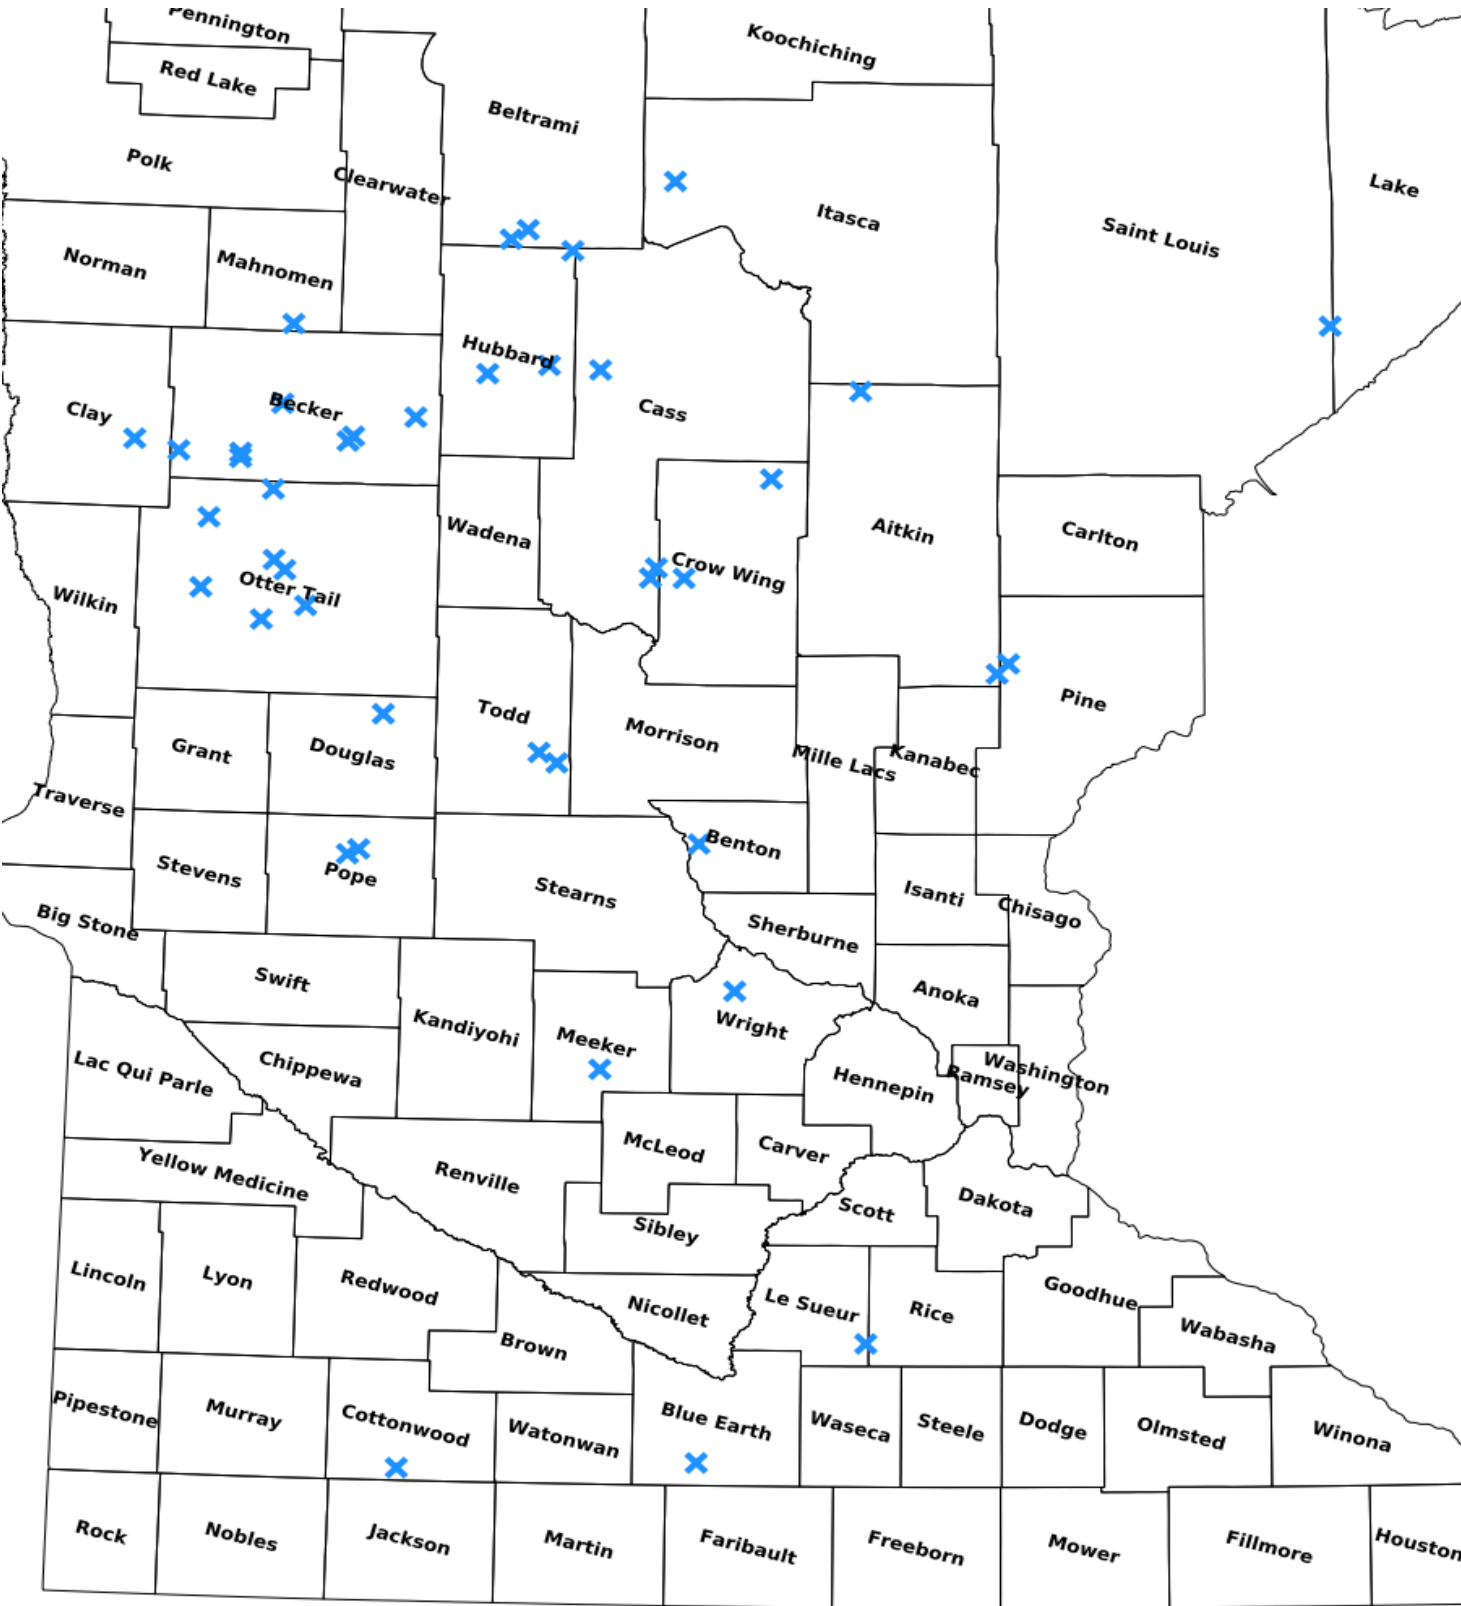 Pennington
Koochiching
Red Lake
Beltrami
Polk
Clearwater
Lake
Itasca
Saint Louis
Norman
Mahnomen
Hubbard
Becker
Clay
Cass
Wadena
Aitkin
Carlton
Crow Wing
Otter Tail
Wilkin
Pine
Todd
Morrison
Grant
Douglas
Mille Lacs
Kanabec
Traverse
Benton
Stevens
Pope
Stearns
Isanti
Chisago
Big Stone
Sherburne
Swift
Anoka
Kandiyohi
Wright
Meeker
Lac Qui Parle
Chippewa
Washington
Ramsey
Hennepin
McLeod
Carver
Yellow Medicine
Renville
Dakota
Scott
Sibley
Lincoln
Lyon
Redwood
Goodhue
Le Sueur
Rice
Nicollet
Wabasha
Brown
Pipestone
Murray
Cottonwood
Watonwan
Blue Earth
Waseca
Steele
Dodge
Olmsted
Winona
Rock
Nobles
Jackson
Martin
Faribault
Freeborn
Mower
Fillmore
Houston